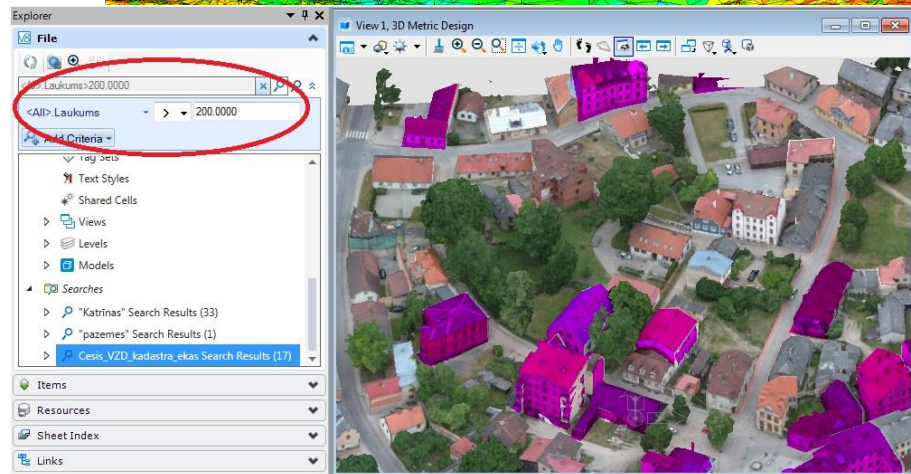 Explorer
File
<All>.Laukums>200.0000
<All>.Laukums > 200.0000
Add Criteria
Tag Sets
Text Styles
Shared Cells
Views
Levels
Models
Searches
"Katrīnas" Search Results (33)
"pazemes" Search Results (1)
Cesis_VZD_kadastra_ekas Search Results (17)
Items
Resources
Sheet Index
Links
View 1, 3D Metric Design